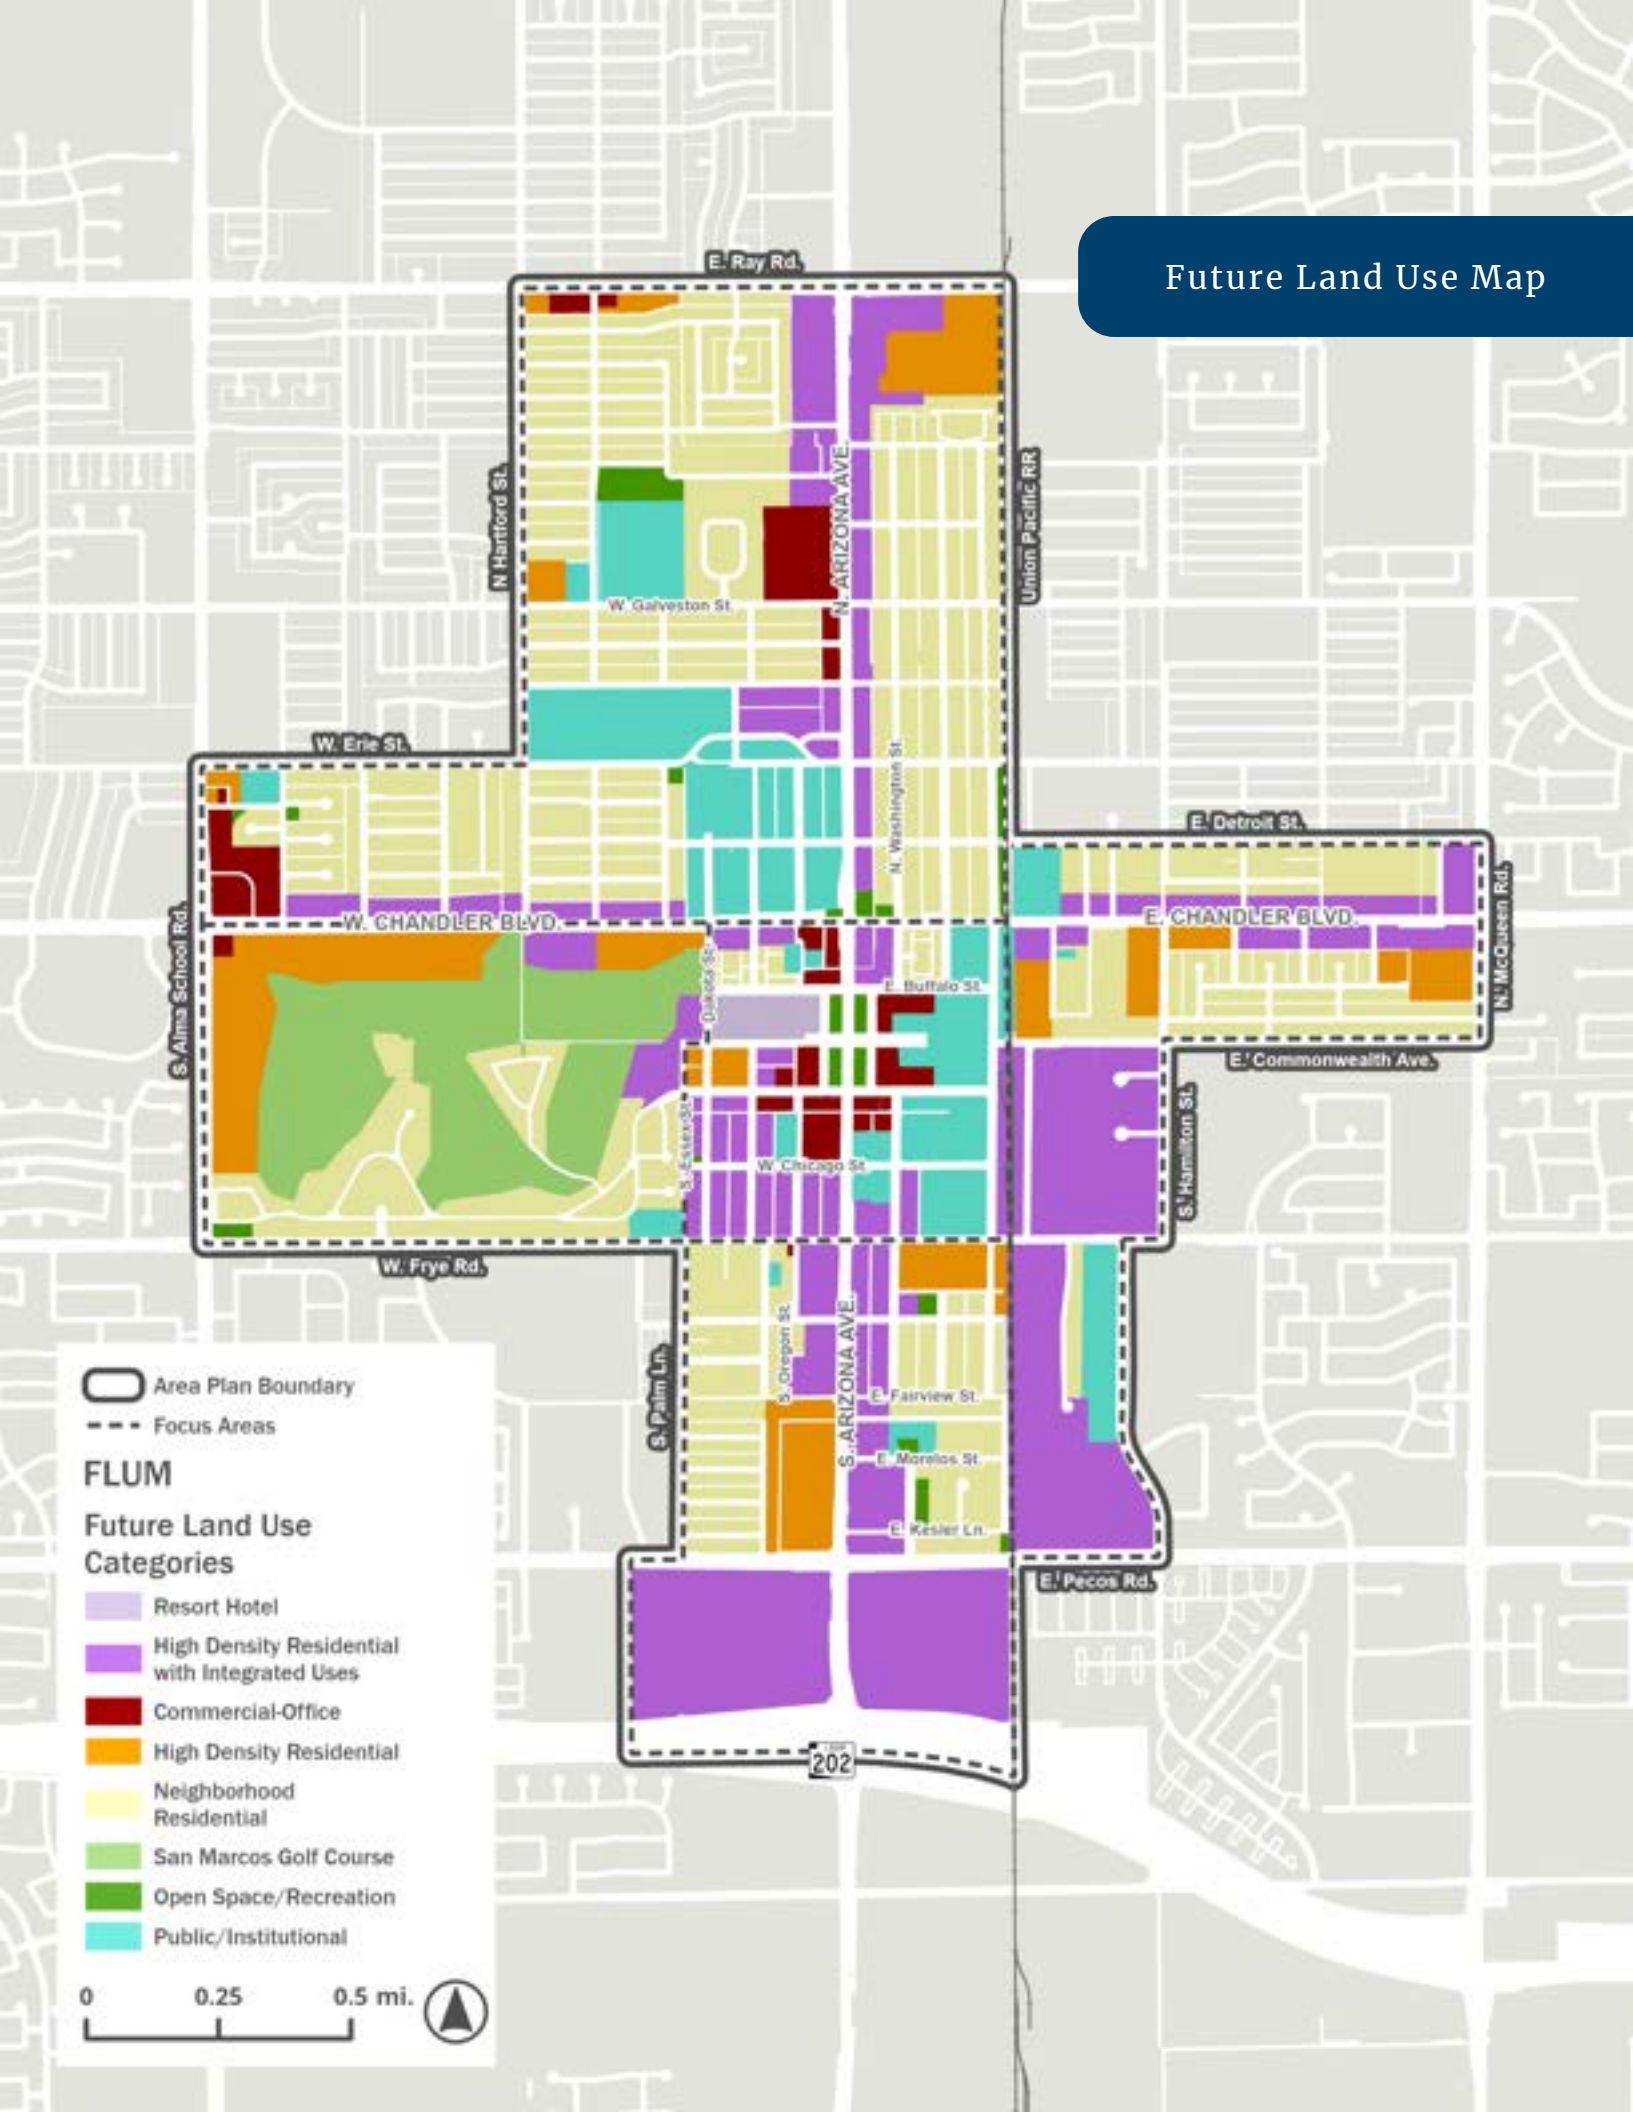 Future Land Use Map
E. Ray Rd.
N Hartford St.
N. ARIZONA AVE.
Union Pacific RR
W. Galveston St.
W. Erie St.
N. Washington St.
E. Detroit St.
S. Alma School Rd.
W. CHANDLER BLVD.
E. CHANDLER BLVD.
N. McQueen Rd.
Dakota St.
E. Buffalo St.
E. Commonwealth Ave.
S. Essex St.
S. Hamilton St.
W. Chicago St.
W. Frye Rd.
S. Oregon St.
S. ARIZONA AVE.
S. Palm Ln.
E. Fairview St.
E. Morelos St.
E. Kesler Ln.
E. Pecos Rd.
202
Area Plan Boundary
Focus Areas
FLUM
Future Land Use
Categories
Resort Hotel
High Density Residential
with Integrated Uses
Commercial-Office
High Density Residential
Neighborhood
Residential
San Marcos Golf Course
Open Space/Recreation
Public/Institutional
0 0.25 0.5 mi.